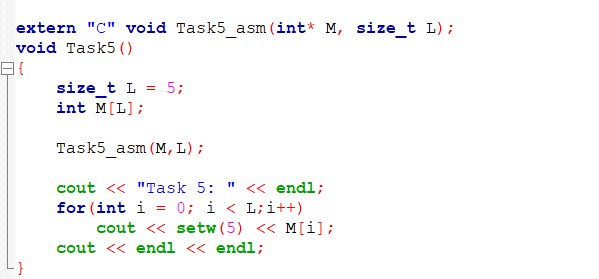 extern "C" void Task5_asm(int* M, size_t L);
void Task5()
{
    size_t L = 5;
    int M[L];
    Task5_asm(M,L);
    cout << "Task 5: " << endl;
    for(int i = 0; i < L;i++)
        cout << setw(5) << M[i];
    cout << endl << endl;
}